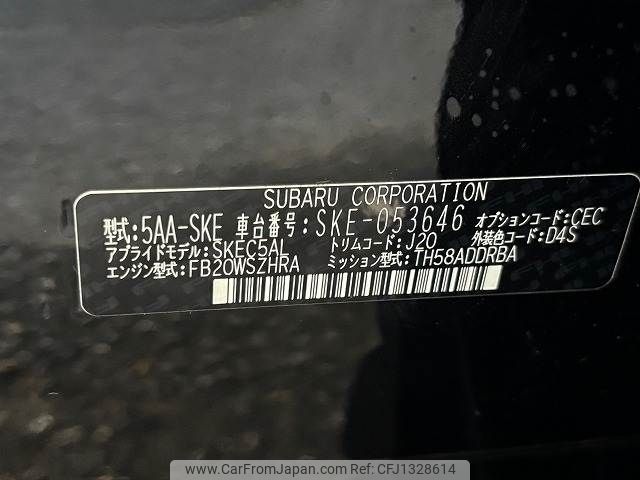 SUBARU CORPORATION
型式:5AA-SKE 車台番号:SKE-053646 オプションコード:CEC
アプライドモデル:SKEC5AL トリムコード:J20 外装色コード:D4S
エンジン型式:FB20WSZHRA ミッション型式:TH58ADDRBA
www.CarFromJapan.com - CFJ1328614